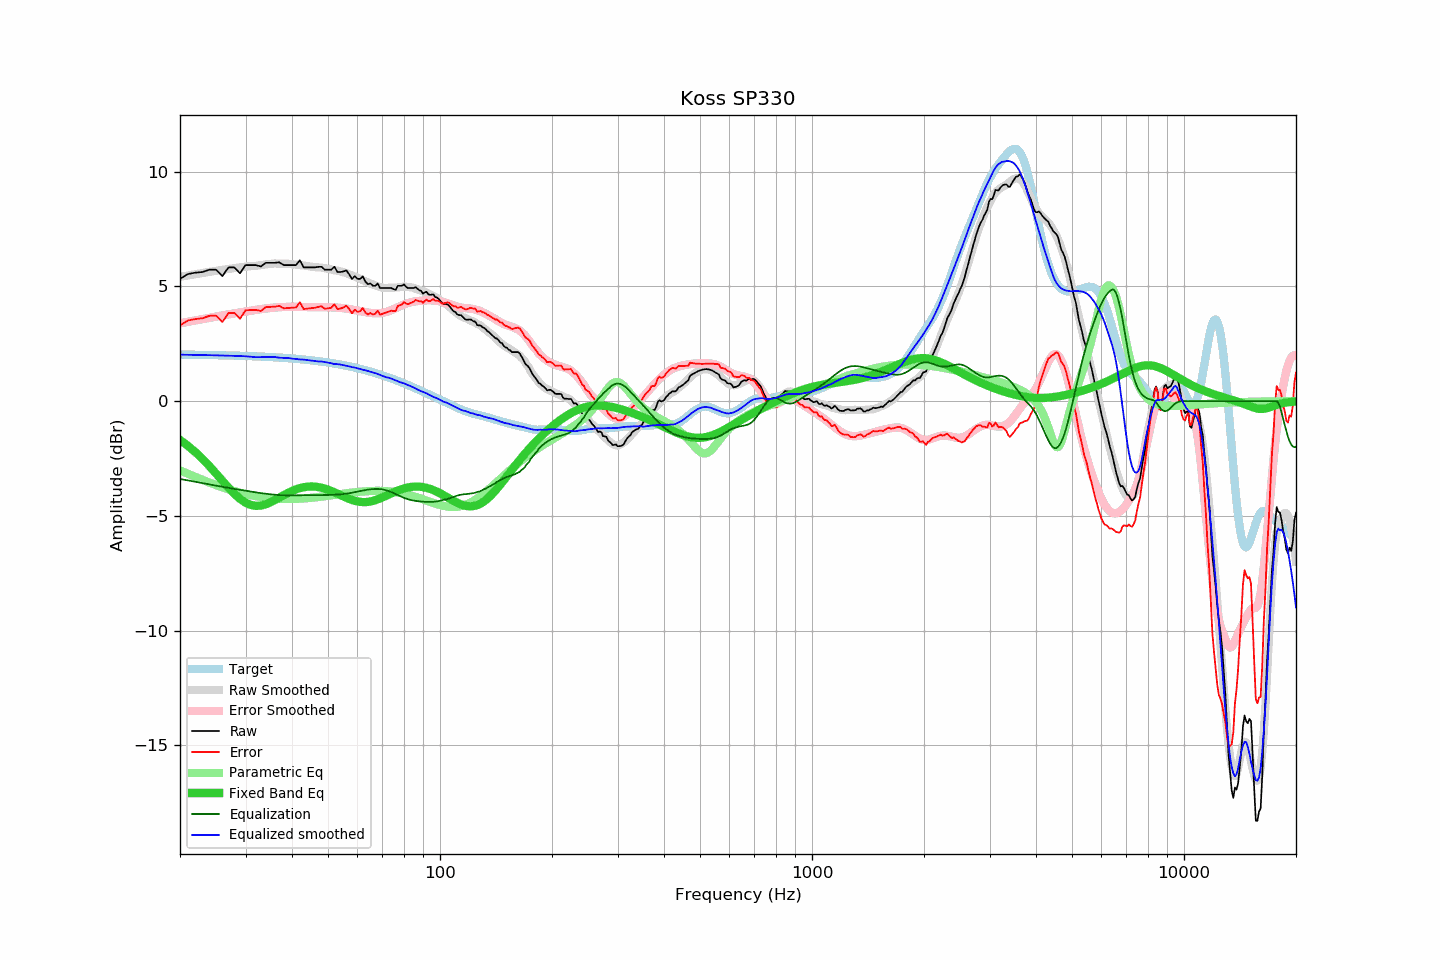 Koss SP330
10
5
0
−5
−10
−15
Amplitude (dBr)
Target
Raw Smoothed
Error Smoothed
Raw
Error
Parametric Eq
Fixed Band Eq
Equalization
Equalized smoothed
100
1000
10000
Frequency (Hz)